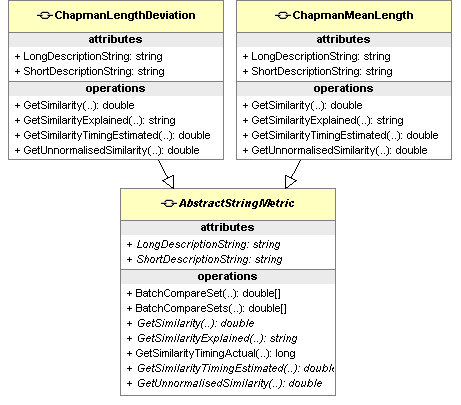 ChapmanLengthDeviation
attributes
+ LongDescriptionString: string
+ ShortDescriptionString: string
operations
+ GetSimilarity(..): double
+ GetSimilarityExplained(..): string
+ GetSimilarityTimingEstimated(..): double
+ GetUnnormalisedSimilarity(..): double
ChapmanMeanLength
attributes
+ LongDescriptionString: string
+ ShortDescriptionString: string
operations
+ GetSimilarity(..): double
+ GetSimilarityExplained(..): string
+ GetSimilarityTimingEstimated(..): double
+ GetUnnormalisedSimilarity(..): double
AbstractStringMetric
attributes
+ LongDescriptionString: string
+ ShortDescriptionString: string
operations
+ BatchCompareSet(..): double[]
+ BatchCompareSets(..): double[]
+ GetSimilarity(..): double
+ GetSimilarityExplained(..): string
+ GetSimilarityTimingActual(..): long
+ GetSimilarityTimingEstimated(..): double
+ GetUnnormalisedSimilarity(..): double